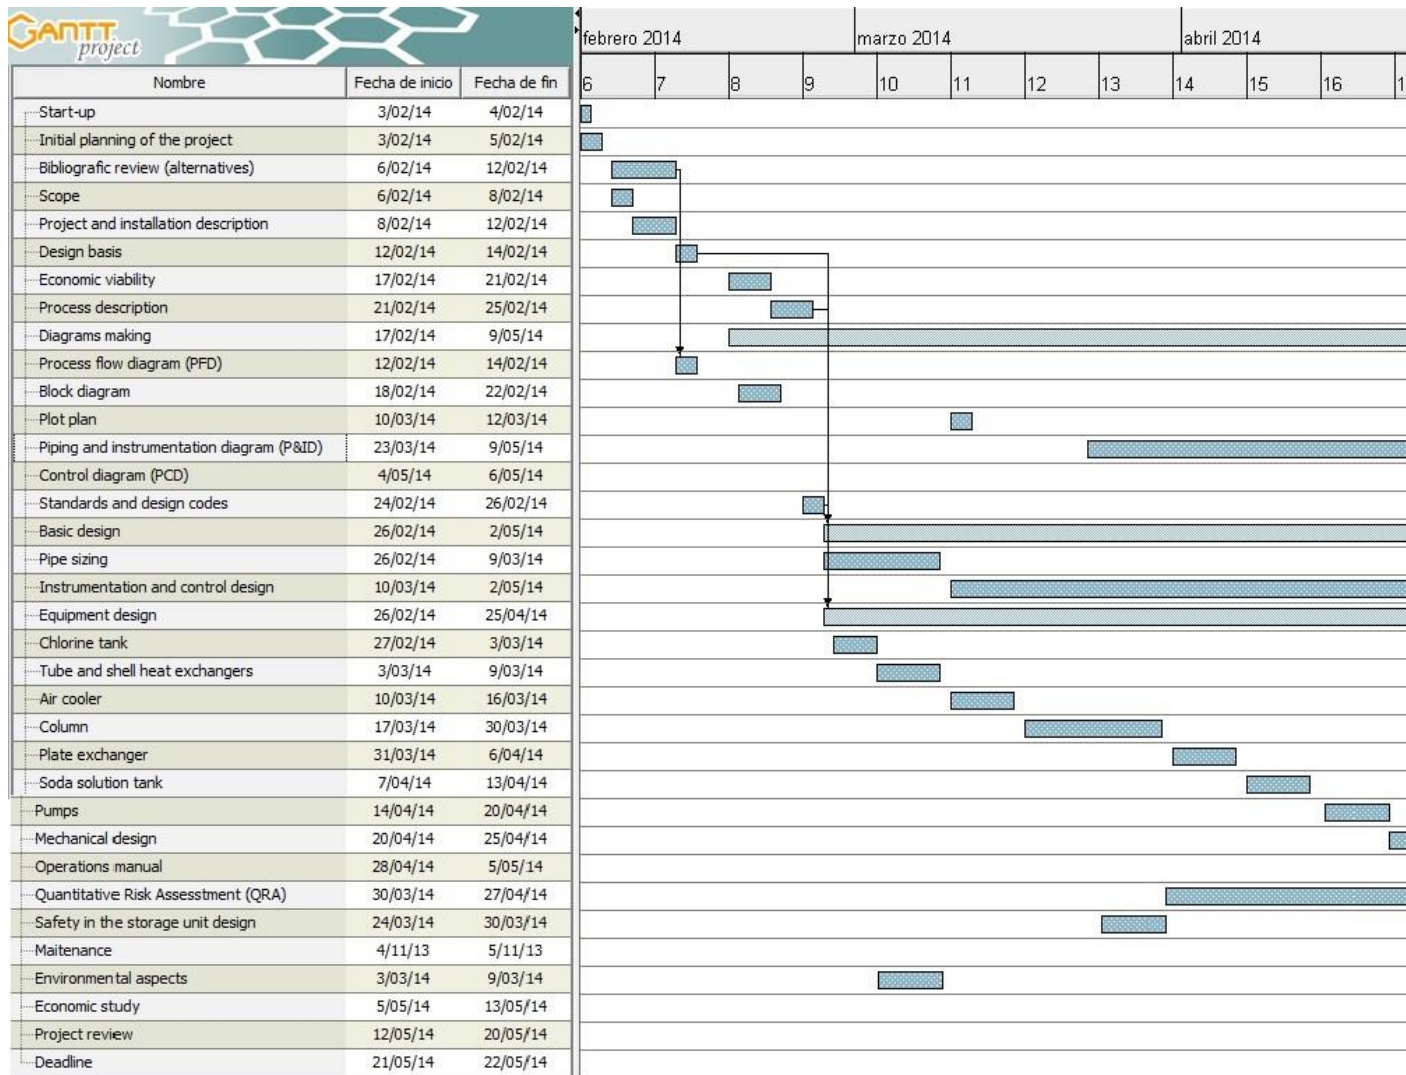 GANTT
project
febrero 2014 marzo 2014 abril 2014
Nombre Fecha de inicio Fecha de fin 6 7 8 9 10 11 12 13 14 15 16 1
Start-up 3/02/14 4/02/14
Initial planning of the project 3/02/14 5/02/14
Bibliografic review (alternatives) 6/02/14 12/02/14
Scope 6/02/14 8/02/14
Project and installation description 8/02/14 12/02/14
Design basis 12/02/14 14/02/14
Economic viability 17/02/14 21/02/14
Process description 21/02/14 25/02/14
Diagrams making 17/02/14 9/05/14
Process flow diagram (PFD) 12/02/14 14/02/14
Block diagram 18/02/14 22/02/14
Plot plan 10/03/14 12/03/14
Piping and instrumentation diagram (P&ID) 23/03/14 9/05/14
Control diagram (PCD) 4/05/14 6/05/14
Standards and design codes 24/02/14 26/02/14
Basic design 26/02/14 2/05/14
Pipe sizing 26/02/14 9/03/14
Instrumentation and control design 10/03/14 2/05/14
Equipment design 26/02/14 25/04/14
Chlorine tank 27/02/14 3/03/14
Tube and shell heat exchangers 3/03/14 9/03/14
Air cooler 10/03/14 16/03/14
Column 17/03/14 30/03/14
Plate exchanger 31/03/14 6/04/14
Soda solution tank 7/04/14 13/04/14
Pumps 14/04/14 20/04/14
Mechanical design 20/04/14 25/04/14
Operations manual 28/04/14 5/05/14
Quantitative Risk Assesstment (QRA) 30/03/14 27/04/14
Safety in the storage unit design 24/03/14 30/03/14
Maitenance 4/11/13 5/11/13
Environmental aspects 3/03/14 9/03/14
Economic study 5/05/14 13/05/14
Project review 12/05/14 20/05/14
Deadline 21/05/14 22/05/14